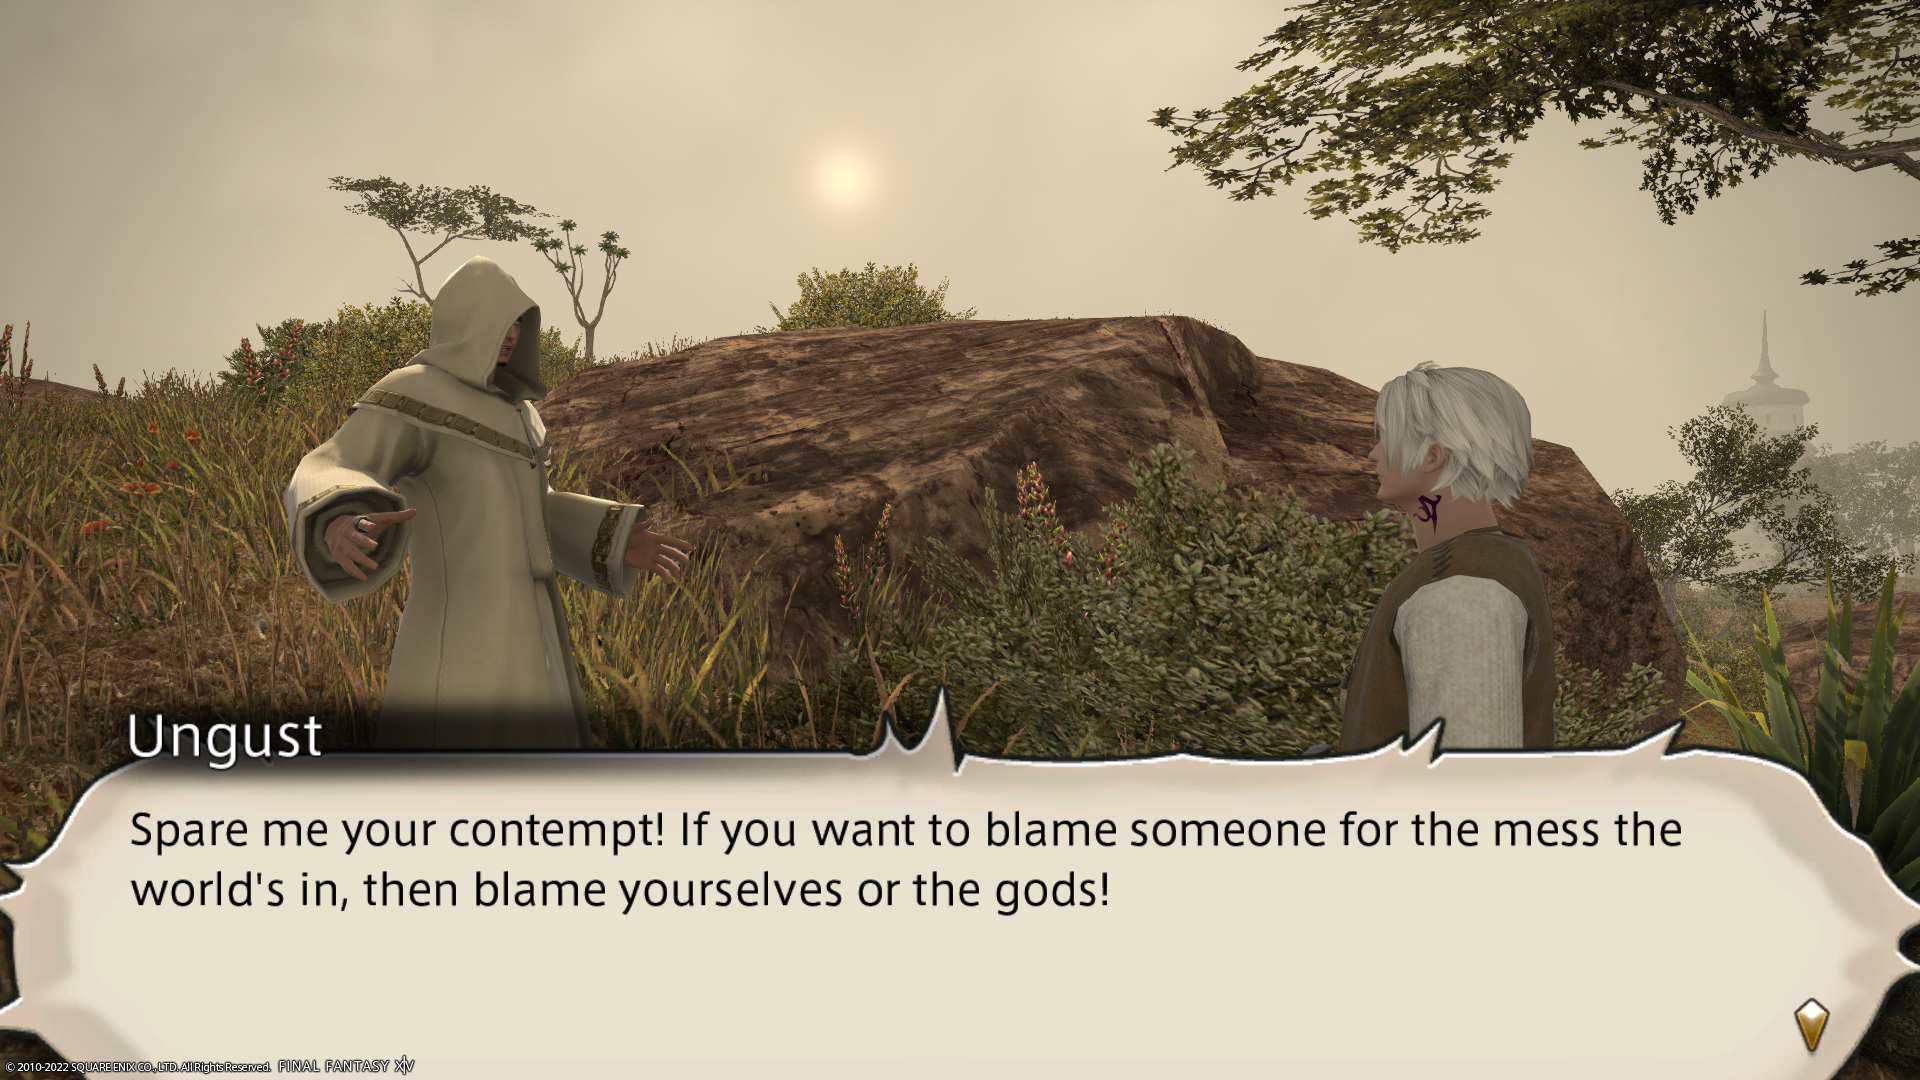 Ungust
Spare me your contempt! If you want to blame someone for the mess the
world's in, then blame yourselves or the gods!
© 2010-2022 SQUARE ENIX CO., LTD. All Rights Reserved. FINAL FANTASY XIV